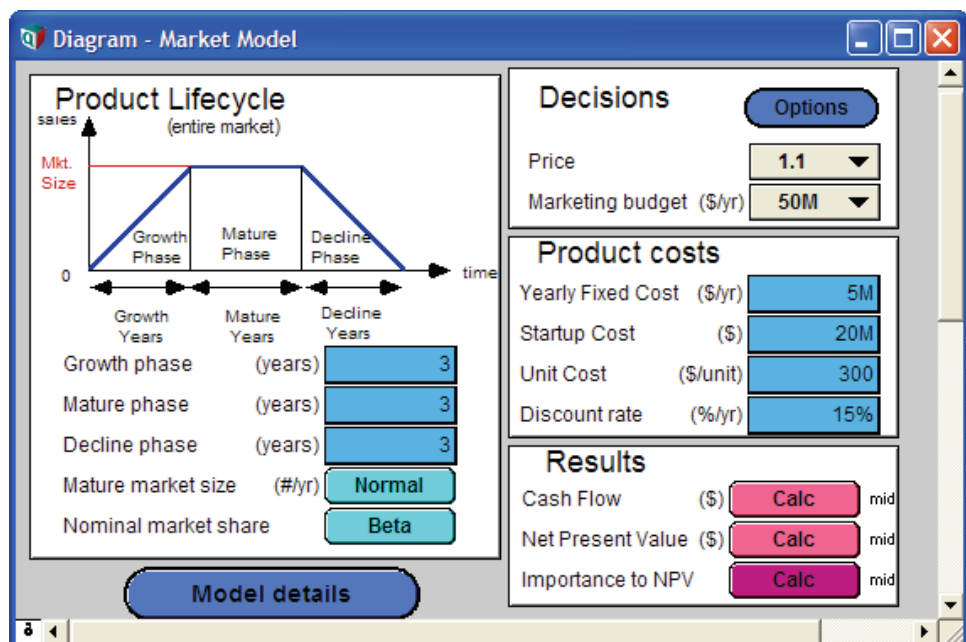 Diagram - Market Model
Product Lifecycle
(entire market)
sales
Mkt.
Size
Growth
Phase
Mature
Phase
Decline
Phase
0
time
Growth
Years
Mature
Years
Decline
Years
Growth phase (years) 3
Mature phase (years) 3
Decline phase (years) 3
Mature market size (#/yr) Normal
Nominal market share Beta
Model details
Decisions Options
Price 1.1
Marketing budget ($/yr) 50M
Product costs
Yearly Fixed Cost ($/yr) 5M
Startup Cost ($) 20M
Unit Cost ($/unit) 300
Discount rate (%/yr) 15%
Results
Cash Flow ($) Calc mid
Net Present Value ($) Calc mid
Importance to NPV Calc mid